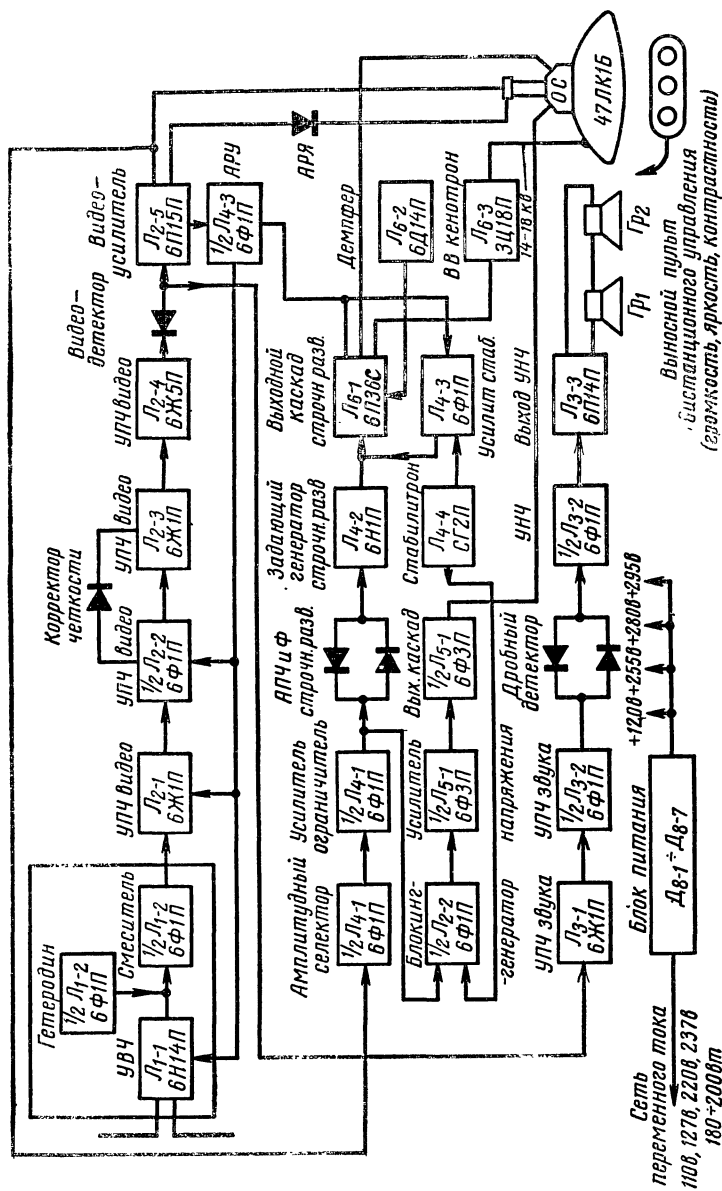 Гетеродин
1/2 Л1-2
6Ф1П
УВЧ
Л1-1
6Н14П
Смеситель
1/2 Л1-2
6Ф1П
УПЧ Видео
Л2-1
6Ж1П
Корректор
четкости
УПЧ Видео
1/2 Л2-2
6Ф1П
УПЧ Видео
Л2-3
6Ж1П
УПЧ Видео
Л2-4
6Ж5П
Видео-
детектор
Видео-
усилитель
Л2-5
6П15П
1/2 Л4-3
6Ф1П
АРУ
АРЯ
Амплитудный
селектор
1/2 Л4-1
6Ф1П
Усилитель
ограничитель
1/2 Л4-1
6Ф1П
АПЧиФ
строчн.разв.
Задающий
генератор
строчн.разв
Л4-2
6Н1П
Выходной
каскад
строчн разв.
Л6-1
6П36С
Демпфер
Л6-2
6Д14П
ВВ кенотрон
Л6-3
3Ц18П
14-18 кв
ОС
47ЛК1Б
Блокинг-
1/2 Л2-2
6Ф1П
-генератор
Усилитель
1/2 Л5-1
6Ф3П
напряжения
Вых.каскад
1/2 Л5-1
6Ф3П
Стабилитрон
Л4-4
СГ2П
Л4-3
6Ф1П
Усилит стаб.
УПЧ звука
Л3-1
6Ж1П
УПЧ звука
1/2 Л3-2
6Ф1П
Дробный
детектор
УНЧ
1/2 Л3-2
6Ф1П
Выход УНЧ
Л3-3
6П14П
Гр1
Гр2
Сеть
переменного тока
110в, 127в, 220в, 237в
180÷200вт
Блок питания
Д8-1÷Д8-7
+120в+255в+280в+295в
Выносной пульт
дистанционного управления
(громкость, яркость, контрастность)